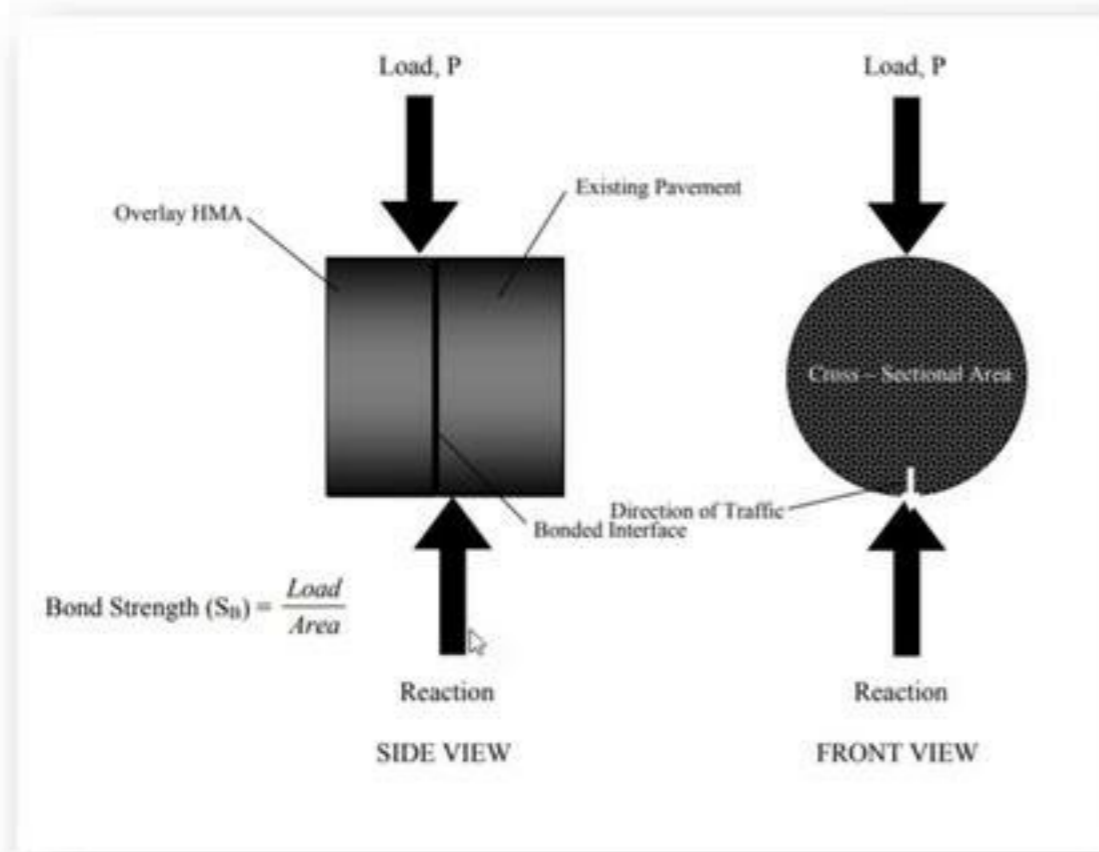 Load, P
Load, P
Existing Pavement
Overlay HMA
Cross – Sectional Area
Direction of Traffic
Bonded Interface
Bond Strength (SB) = Load
Area
Reaction
Reaction
SIDE VIEW
FRONT VIEW